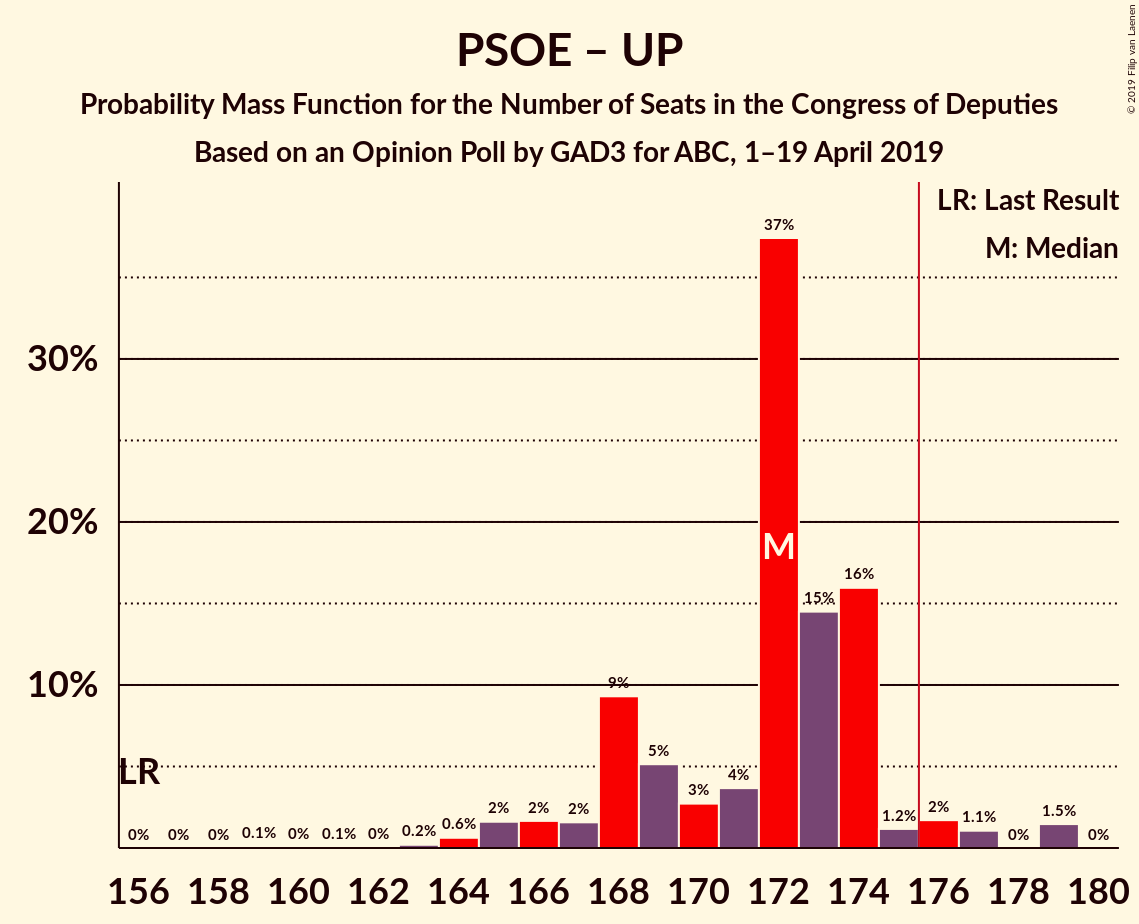 PSOE – UP
Probability Mass Function for the Number of Seats in the Congress of Deputies
Based on an Opinion Poll by GAD3 for ABC, 1–19 April 2019
© 2019 Filip van Laenen
LR: Last Result
M: Median
30%
20%
10%
LR
M
0% 0% 0% 0.1% 0% 0.1% 0% 0.2% 0.6% 2% 2% 2% 9% 5% 3% 4% 37% 15% 16% 1.2% 2% 1.1% 0% 1.5% 0%
156 158 160 162 164 166 168 170 172 174 176 178 180